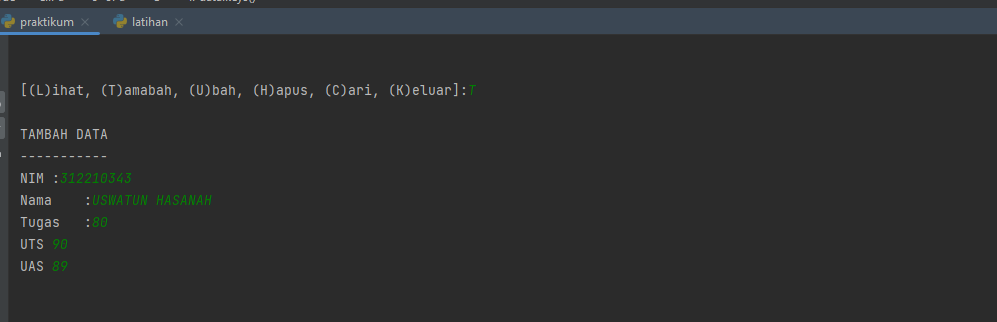 praktikum × latihan ×
[(L)ihat, (T)amabah, (U)bah, (H)apus, (C)ari, (K)eluar]:T
TAMBAH DATA
-----------
NIM :312210343
Nama    :USWATUN HASANAH
Tugas   :80
UTS 90
UAS 89